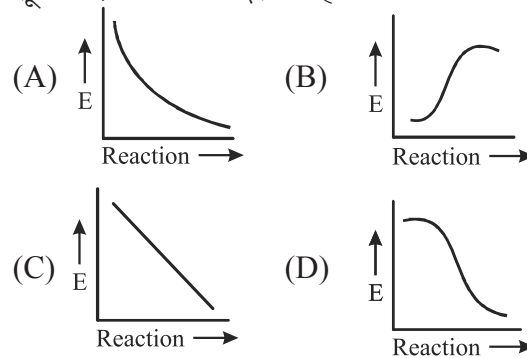 (A) E Reaction
(B) E Reaction
(C) E Reaction
(D) E Reaction